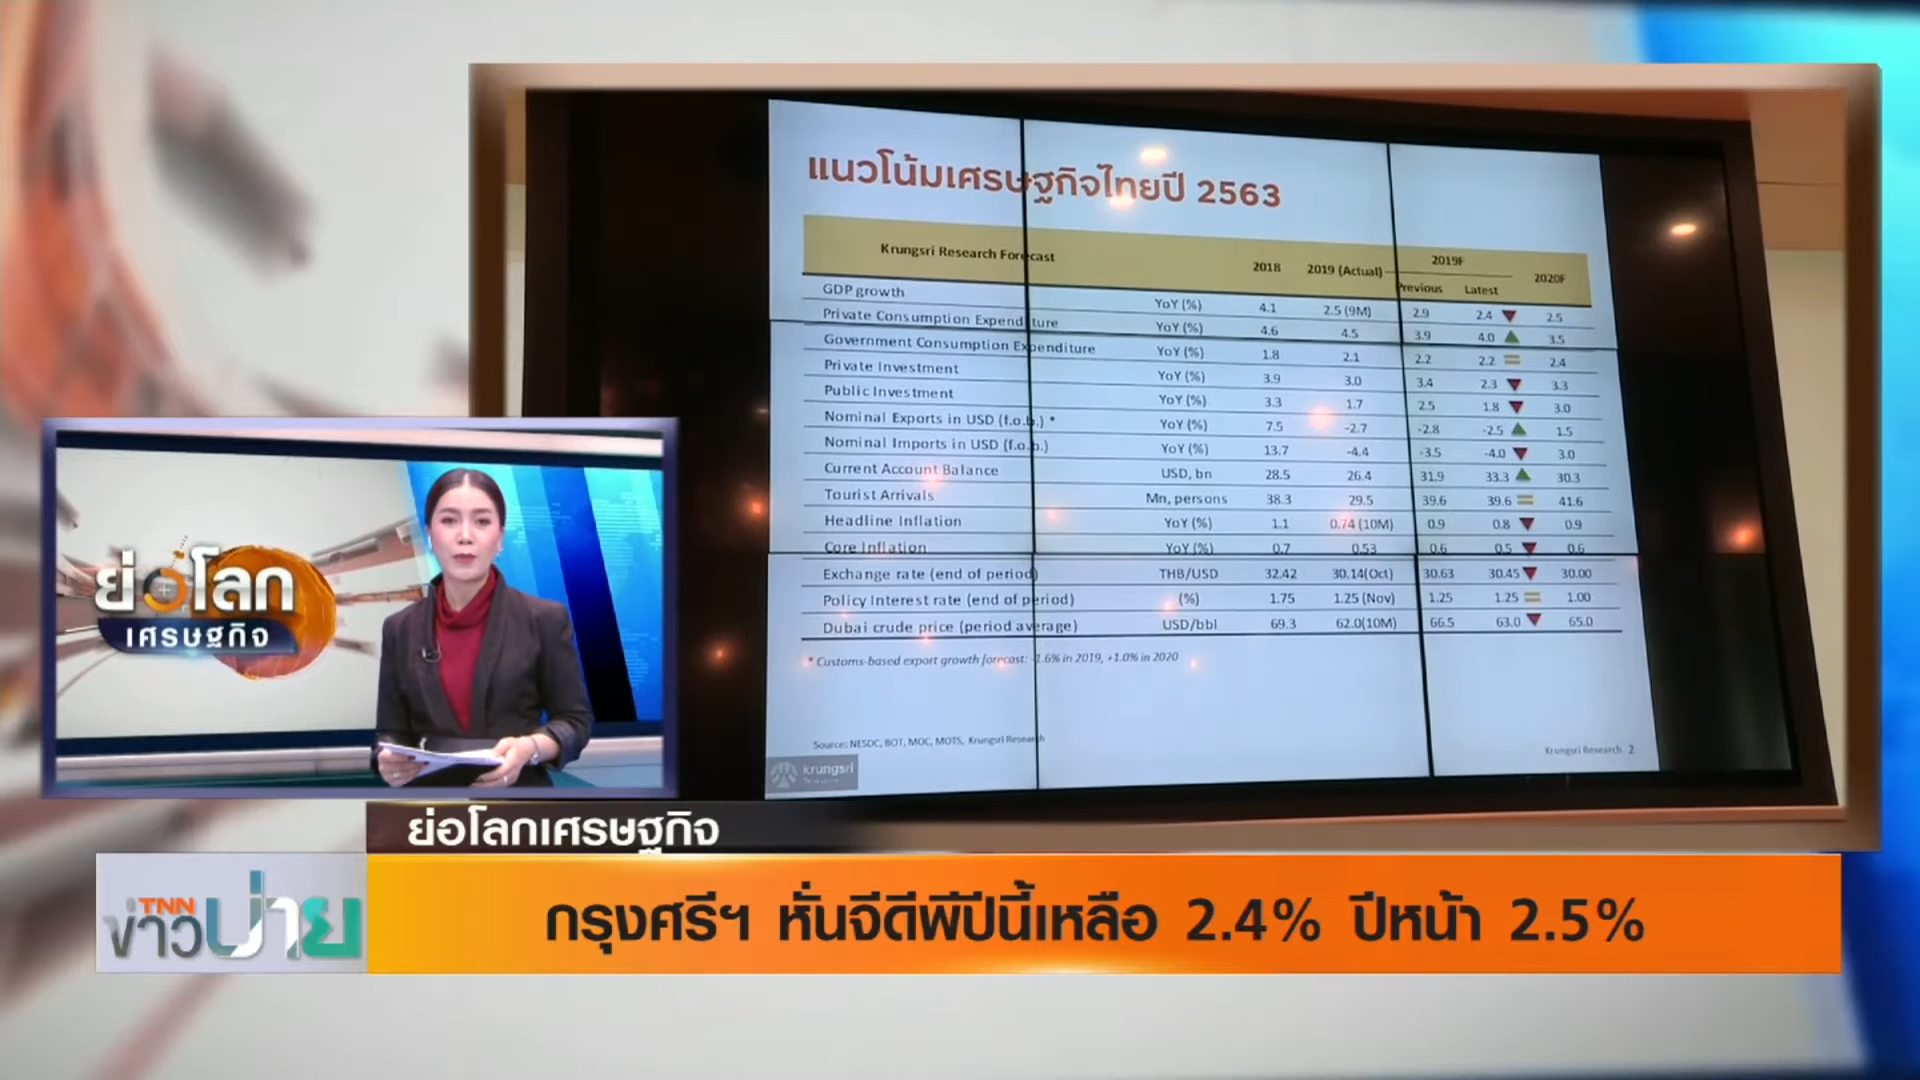 แนวโน้มเศรษฐกิจไทยปี 2563
Krungsri Research Forecast 2018 2019 (Actual) 2019F 2020F
Previous Latest
GDP growth YoY (%) 4.1 2.5 (9M) 2.9 2.4 2.5
Private Consumption Expenditure YoY (%) 4.6 4.5 3.9 4.0 3.5
Government Consumption Expenditure YoY (%) 1.8 2.1 2.2 2.2 2.4
Private Investment YoY (%) 3.9 3.0 3.4 2.3 3.3
Public Investment YoY (%) 3.3 1.7 2.5 1.8 3.0
Nominal Exports in USD (f.o.b.) * YoY (%) 7.5 -2.7 -2.8 -2.5 1.5
Nominal Imports in USD (f.o.b.) YoY (%) 13.7 -4.4 -3.5 -4.0 3.0
Current Account Balance USD, bn 28.5 26.4 31.9 33.3 30.3
Tourist Arrivals Mn, persons 38.3 29.5 39.6 39.6 41.6
Headline Inflation YoY (%) 1.1 0.74 (10M) 0.9 0.8 0.9
Core Inflation YoY (%) 0.7 0.53 0.6 0.5 0.6
Exchange rate (end of period) THB/USD 32.42 30.14(Oct) 30.63 30.45 30.00
Policy Interest rate (end of period) (%) 1.75 1.25 (Nov) 1.25 1.25 1.00
Dubai crude price (period average) USD/bbl 69.3 62.0(10M) 66.5 63.0 65.0
* Customs-based export growth forecast: -1.6% in 2019, +1.0% in 2020
Source: NESDC, BOT, MOC, MOTS, Krungsri Research
Krungsri Research 2
krungsri
ย่อโลก
เศรษฐกิจ
ย่อโลกเศรษฐกิจ
TNN
ข่าวบ่าย
กรุงศรีฯ หั่นจีดีพีปีนี้เหลือ 2.4% ปีหน้า 2.5%